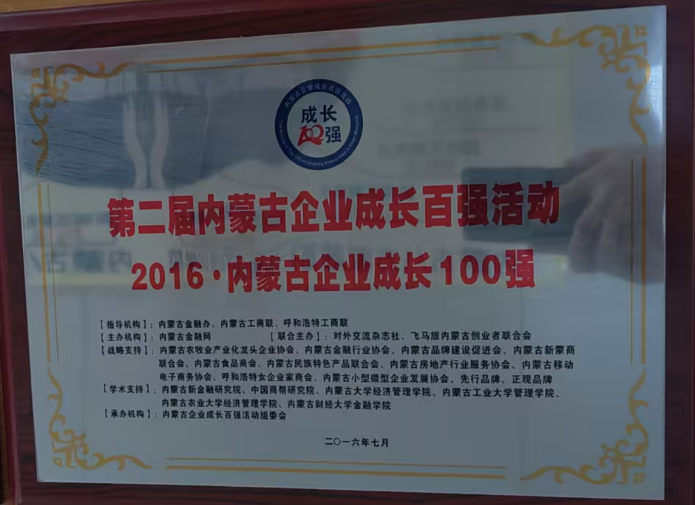 内蒙古企业成长百强活动
成长
100强
第二届内蒙古企业成长百强活动
2016·内蒙古企业成长100强
【指导机构】：内蒙古金融办、内蒙古工商联、呼和浩特工商联
【主办机构】：内蒙古金融网 【联合主办】：对外交流杂志社、飞马旅内蒙古创业者联合会
【战略支持】：内蒙古农牧业产业化龙头企业协会、内蒙古金融行业协会、内蒙古品牌建设促进会、内蒙古新蒙商
联合会、内蒙古食品商会、内蒙古民族特色产品联合会、内蒙古房地产行业服务协会、内蒙古移动
电子商务协会、呼和浩特女企业家商会、内蒙古小型微型企业发展协会、先行品牌、正观品牌
【学术支持】：内蒙古新金融研究院、中国商帮研究院、内蒙古大学经济管理学院、内蒙古工业大学管理学院、
内蒙古农业大学经济管理学院、内蒙古财经大学金融学院
【承办机构】：内蒙古企业成长百强活动组委会
二〇一六年七月